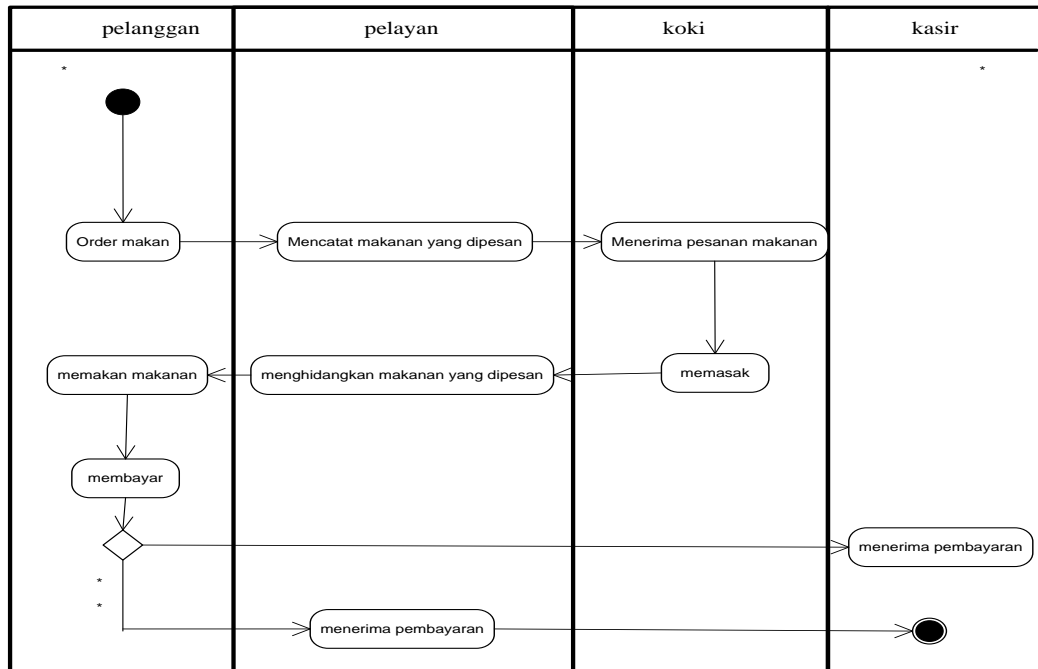 pelanggan pelayan koki kasir
* *
Order makan Mencatat makanan yang dipesan Menerima pesanan makanan
memakan makanan menghidangkan makanan yang dipesan memasak
membayar
menerima pembayaran
*
*
menerima pembayaran